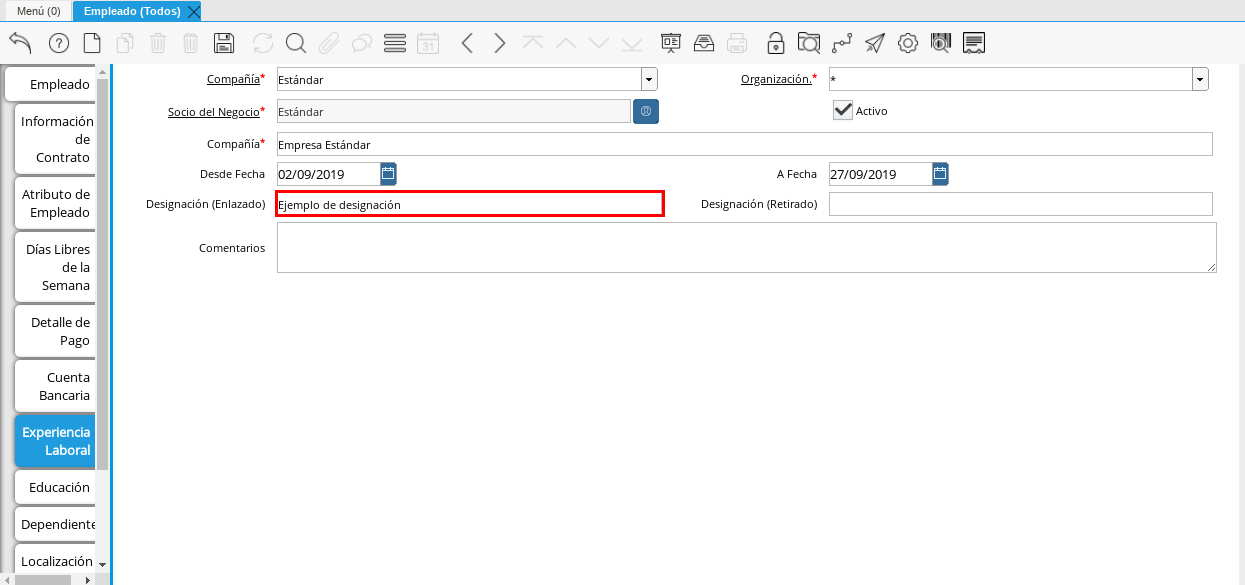 Menú (0)
Empleado (Todos)
31
Empleado
Información
de
Contrato
Atributo de
Empleado
Días Libres
de la
Semana
Detalle de
Pago
Cuenta
Bancaria
Experiencia
Laboral
Educación
Dependiente
Localización
Compañía* Estándar
Organización.* *
Socio del Negocio* Estándar
Activo
Compañía* Empresa Estándar
Desde Fecha 02/09/2019
A Fecha 27/09/2019
Designación (Enlazado) Ejemplo de designación
Designación (Retirado)
Comentarios